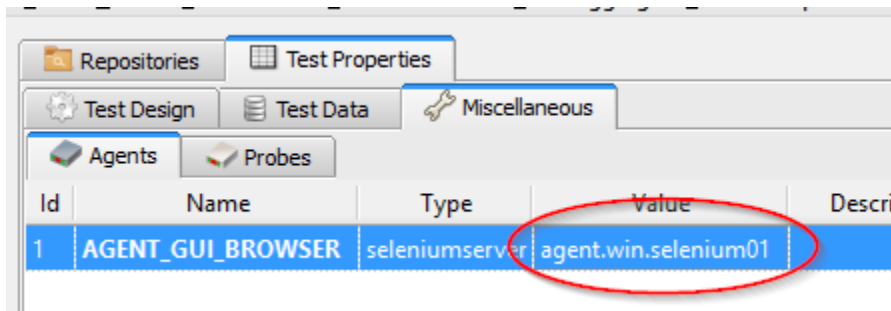 Repositories Test Properties
Test Design Test Data Miscellaneous
Agents Probes
Id Name Type Value Descri
1 AGENT_GUI_BROWSER seleniumserver agent.win.selenium01